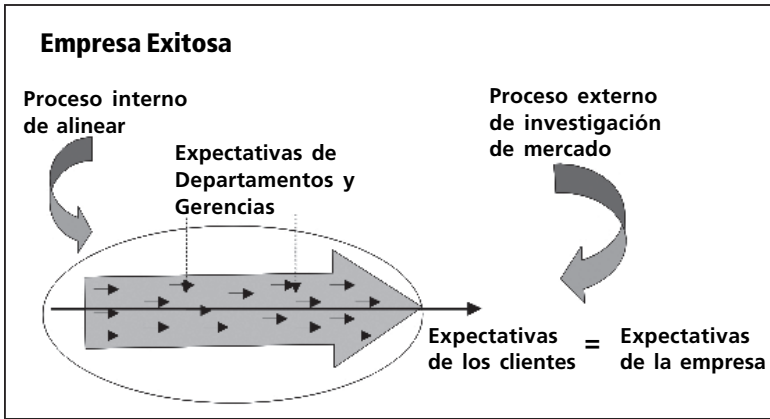 Empresa Exitosa
Proceso interno
de alinear
Expectativas de
Departamentos y
Gerencias
Proceso externo
de investigación
de mercado
Expectativas
de los clientes
=
Expectativas
de la empresa